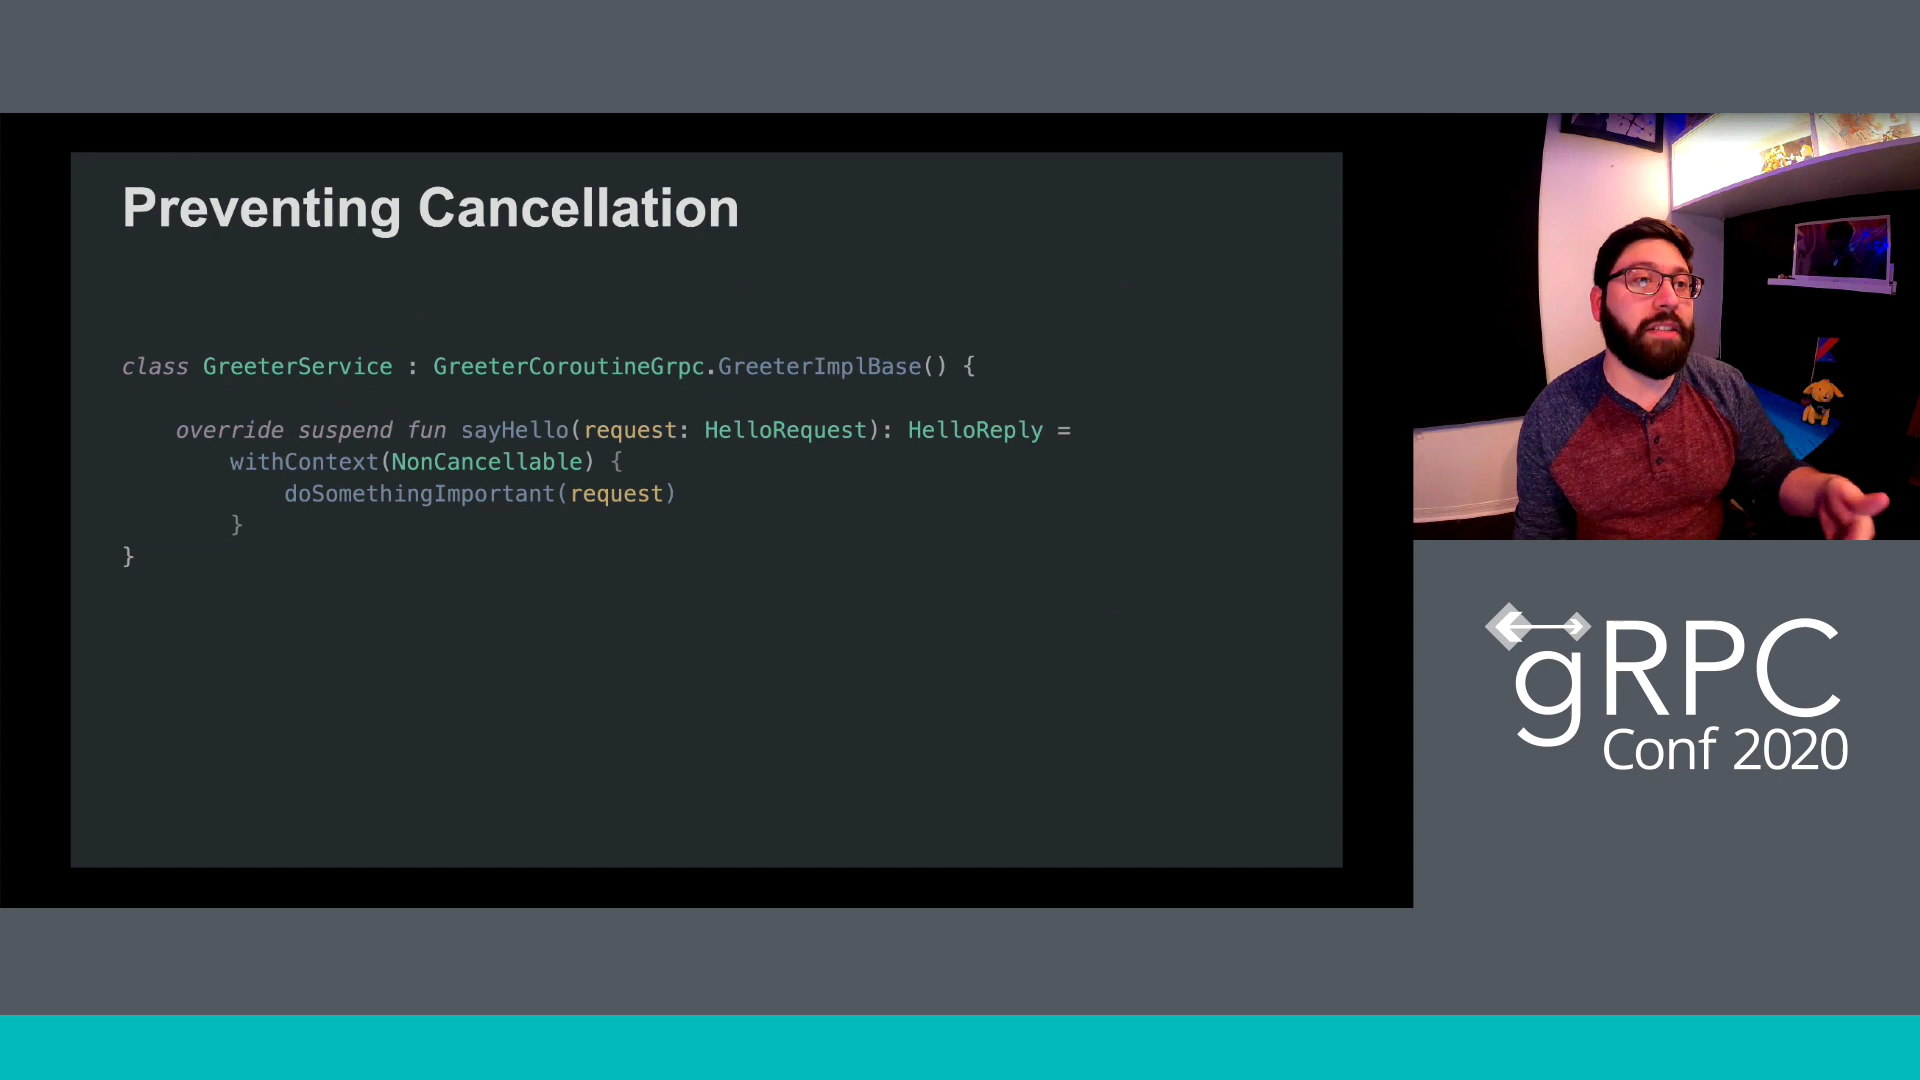 Preventing Cancellation
class GreeterService : GreeterCoroutineGrpc.GreeterImplBase() {
override suspend fun sayHello(request: HelloRequest): HelloReply =
withContext(NonCancellable) {
doSomethingImportant(request)
}
}
gRPC
Conf 2020